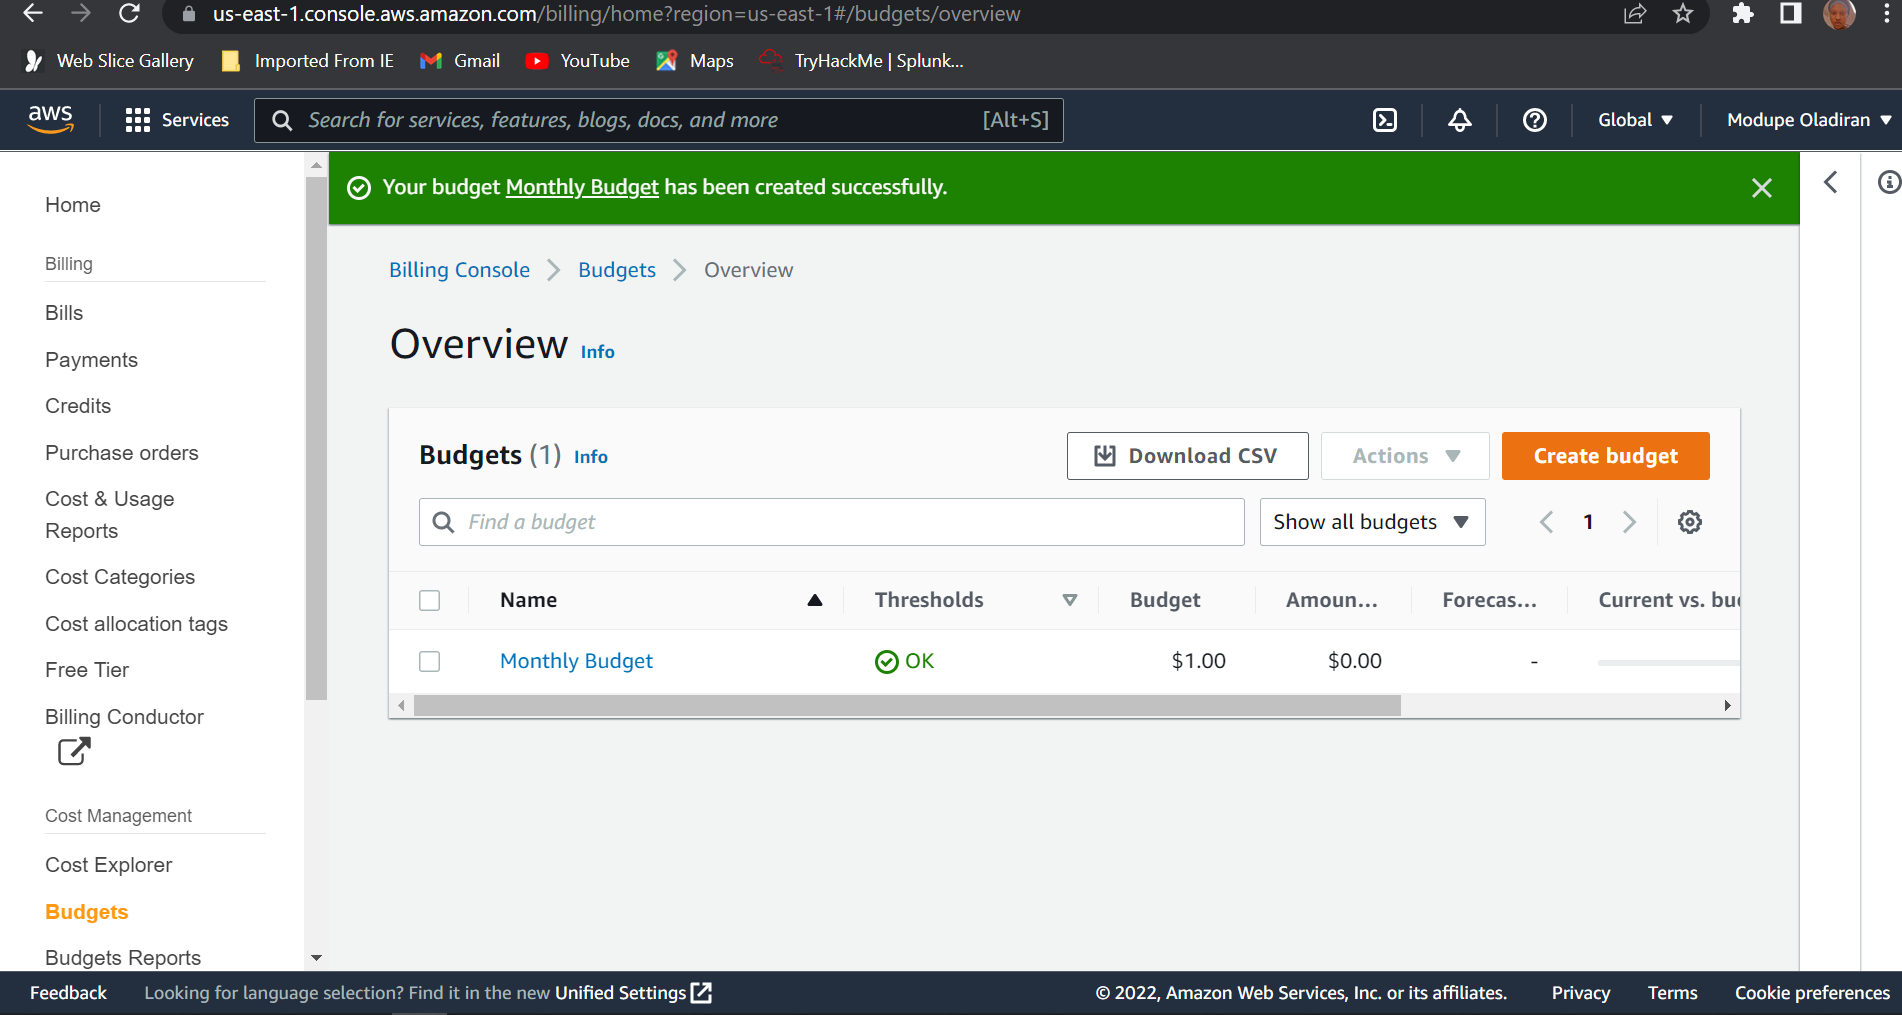 us-east-1.console.aws.amazon.com/billing/home?region=us-east-1#/budgets/overview
Web Slice Gallery
Imported From IE
Gmail
YouTube
Maps
TryHackMe | Splunk...
aws
Services
Search for services, features, blogs, docs, and more
[Alt+S]
Global
Modupe Oladiran
Home
Billing
Bills
Payments
Credits
Purchase orders
Cost & Usage
Reports
Cost Categories
Cost allocation tags
Free Tier
Billing Conductor
Cost Management
Cost Explorer
Budgets
Budgets Reports
Your budget Monthly Budget has been created successfully.
Billing Console
Budgets
Overview
Overview Info
Budgets (1) Info
Download CSV
Actions
Create budget
Find a budget
Show all budgets
1
Name
Thresholds
Budget
Amoun...
Forecas...
Current vs. bu
Monthly Budget
OK
$1.00
$0.00
-
Feedback
Looking for language selection? Find it in the new Unified Settings
© 2022, Amazon Web Services, Inc. or its affiliates.
Privacy
Terms
Cookie preferences